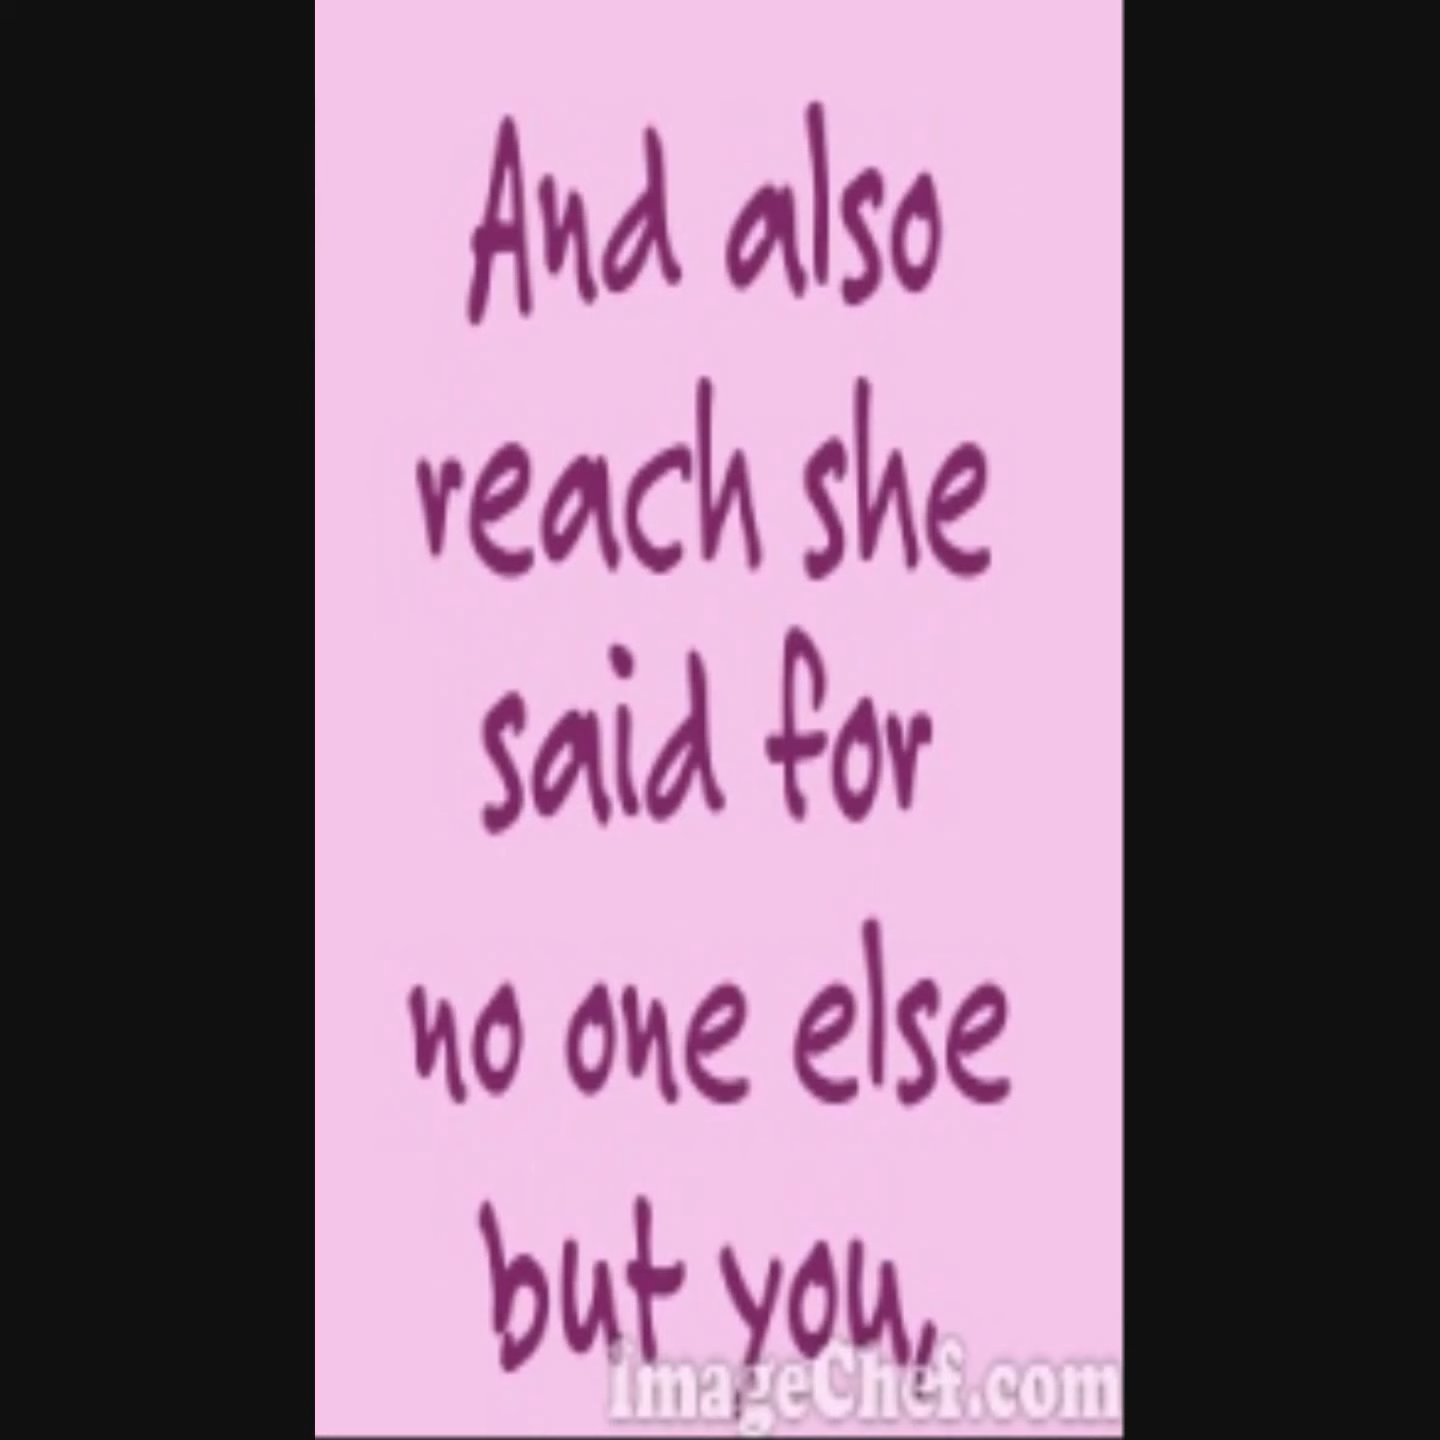 And also
reach she
said for
no one else
but you,
ImageChef.com